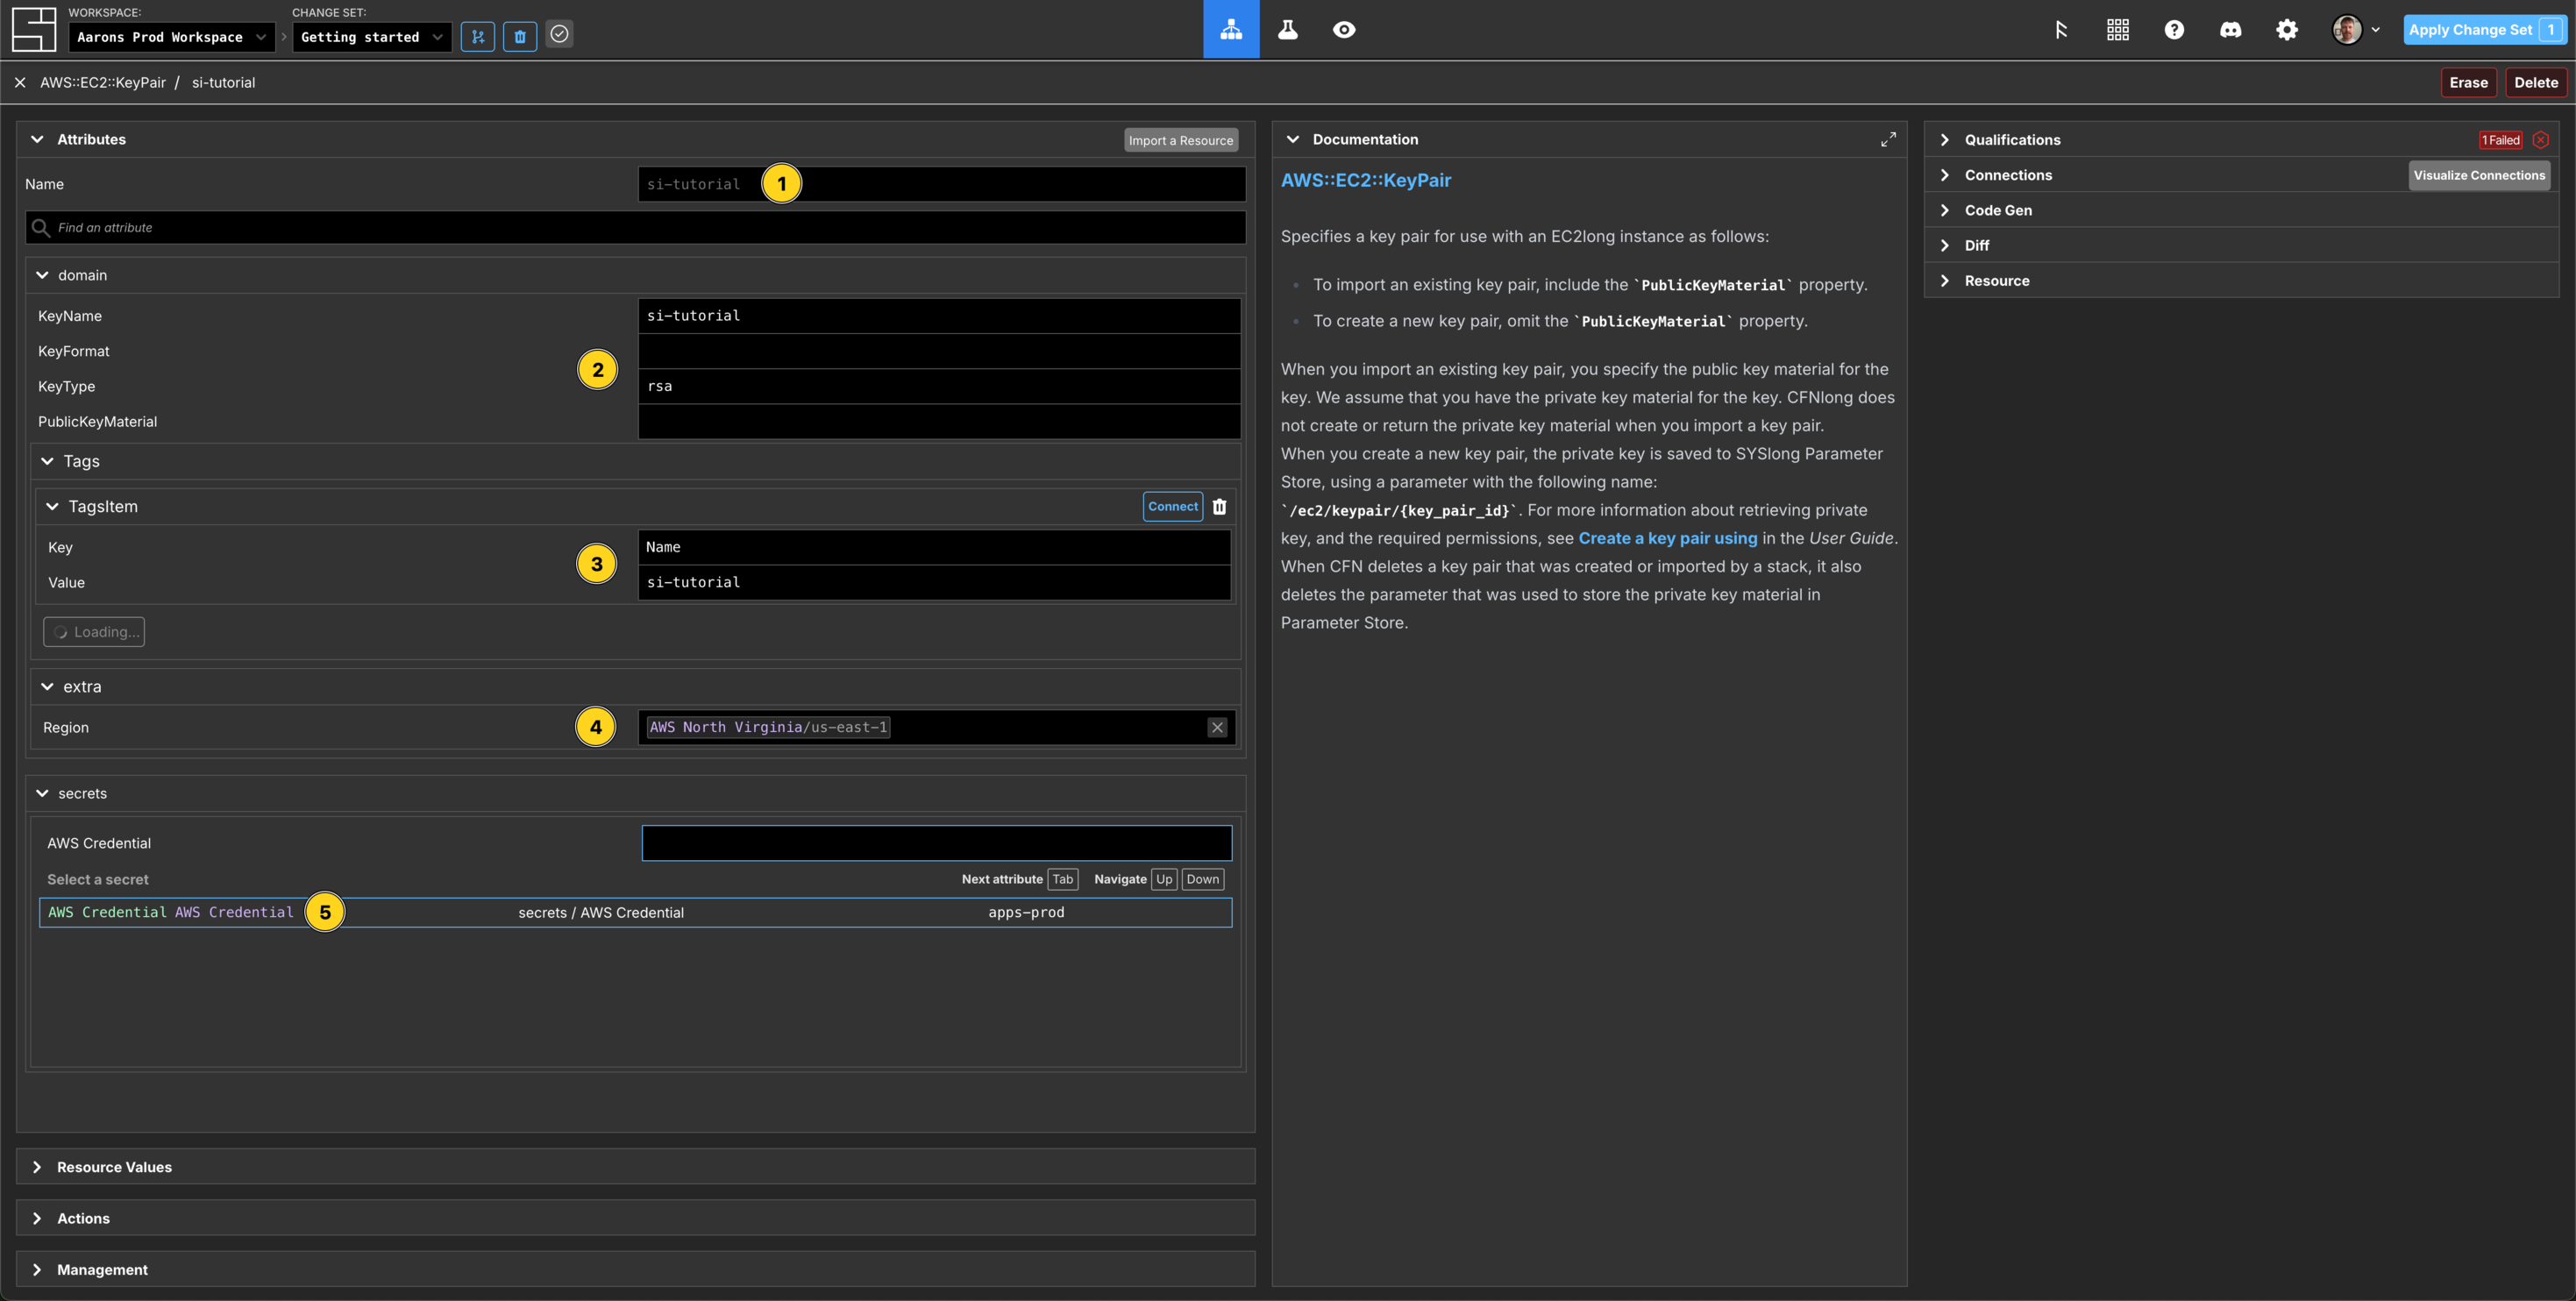 WORKSPACE:
Aarons Prod Workspace
CHANGE SET:
Getting started
Apply Change Set 1
AWS::EC2::KeyPair / si-tutorial
Erase
Delete
Attributes
Import a Resource
Name
si-tutorial
1
Find an attribute
domain
KeyName
si-tutorial
KeyFormat
2
KeyType
rsa
PublicKeyMaterial
Tags
TagsItem
Connect
Key
Name
3
Value
si-tutorial
Loading...
extra
Region
4
AWS North Virginia/us-east-1
secrets
AWS Credential
Select a secret
Next attribute Tab
Navigate Up Down
AWS Credential AWS Credential
5
secrets / AWS Credential
apps-prod
Resource Values
Actions
Management
Documentation
AWS::EC2::KeyPair
Specifies a key pair for use with an EC2long instance as follows:
To import an existing key pair, include the `PublicKeyMaterial` property.
To create a new key pair, omit the `PublicKeyMaterial` property.
When you import an existing key pair, you specify the public key material for the
key. We assume that you have the private key material for the key. CFNlong does
not create or return the private key material when you import a key pair.
When you create a new key pair, the private key is saved to SYSlong Parameter
Store, using a parameter with the following name:
`/ec2/keypair/{key_pair_id}`. For more information about retrieving private
key, and the required permissions, see Create a key pair using in the User Guide.
When CFN deletes a key pair that was created or imported by a stack, it also
deletes the parameter that was used to store the private key material in
Parameter Store.
Qualifications
1 Failed
Connections
Visualize Connections
Code Gen
Diff
Resource